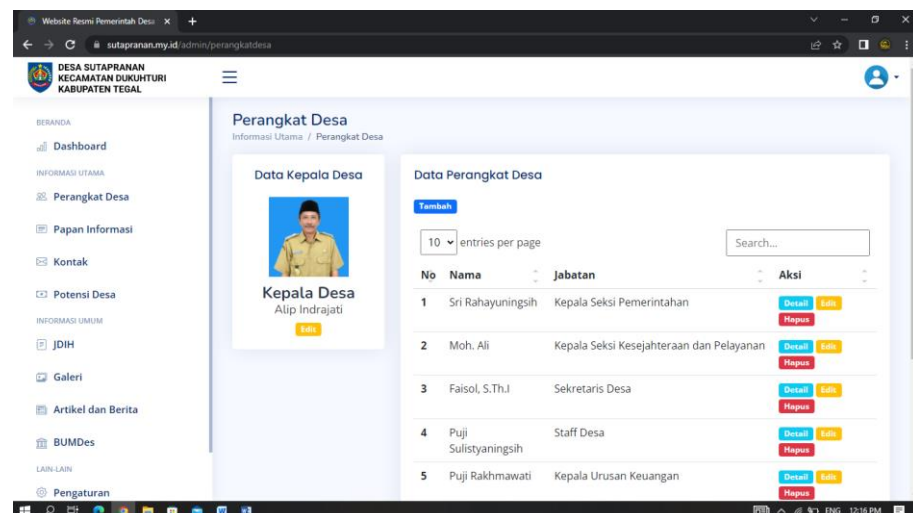 Website Resmi Pemerintah Desa
sutapranan.my.id/admin/perangkatdesa
DESA SUTAPRANAN
KECAMATAN DUKUHTURI
KABUPATEN TEGAL
BERANDA
Dashboard
INFORMASI UTAMA
Perangkat Desa
Papan Informasi
Kontak
Potensi Desa
INFORMASI UMUM
JDIH
Galeri
Artikel dan Berita
BUMDes
LAIN-LAIN
Pengaturan
Perangkat Desa
Informasi Utama / Perangkat Desa
Data Kepala Desa
Kepala Desa
Alip Indrajati
Edit
Data Perangkat Desa
Tambah
10 entries per page
Search...
No Nama Jabatan Aksi
1 Sri Rahayuningsih Kepala Seksi Pemerintahan Detail Edit
Hapus
2 Moh. Ali Kepala Seksi Kesejahteraan dan Pelayanan Detail Edit
Hapus
3 Faisol, S.Th.I Sekretaris Desa Detail Edit
Hapus
4 Puji Staff Desa Detail Edit
Sulistyaningsih Hapus
5 Puji Rakhmawati Kepala Urusan Keuangan Detail Edit
Hapus
ENG 12:16 PM